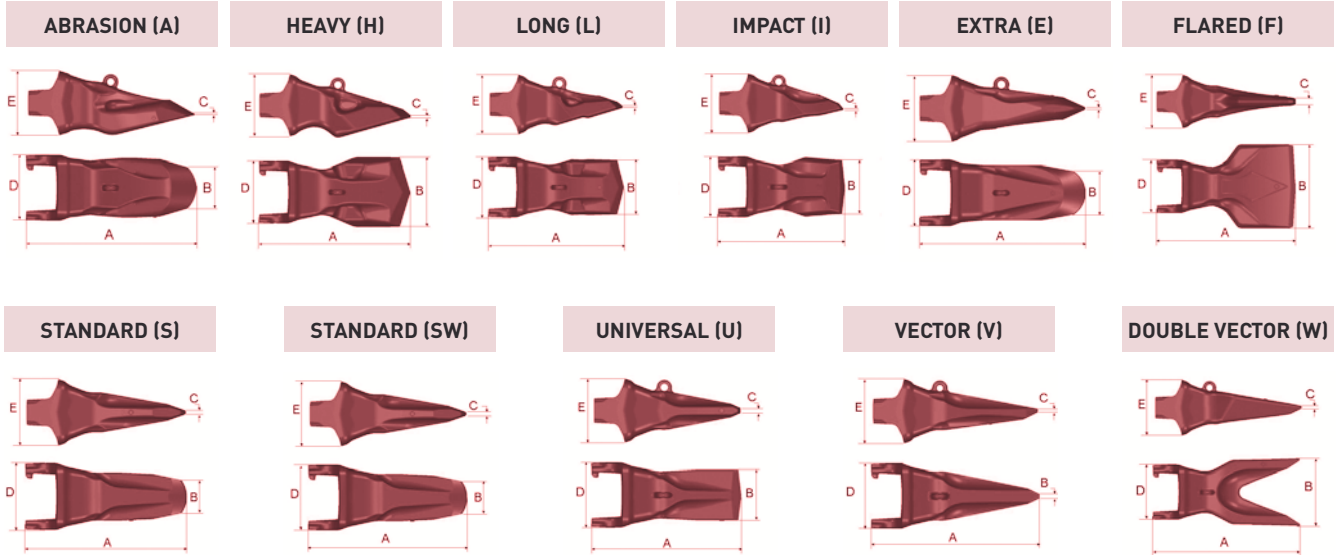 ABRASION (A)
HEAVY (H)
LONG (L)
IMPACT (I)
EXTRA (E)
FLARED (F)
E
C
D
B
A
E
C
D
B
A
E
C
D
B
A
E
C
D
B
A
E
C
D
B
A
E
C
D
B
A
STANDARD (S)
STANDARD (SW)
UNIVERSAL (U)
VECTOR (V)
DOUBLE VECTOR (W)
E
C
D
B
A
E
C
D
B
A
E
C
D
B
A
E
C
D
B
A
E
C
D
B
A